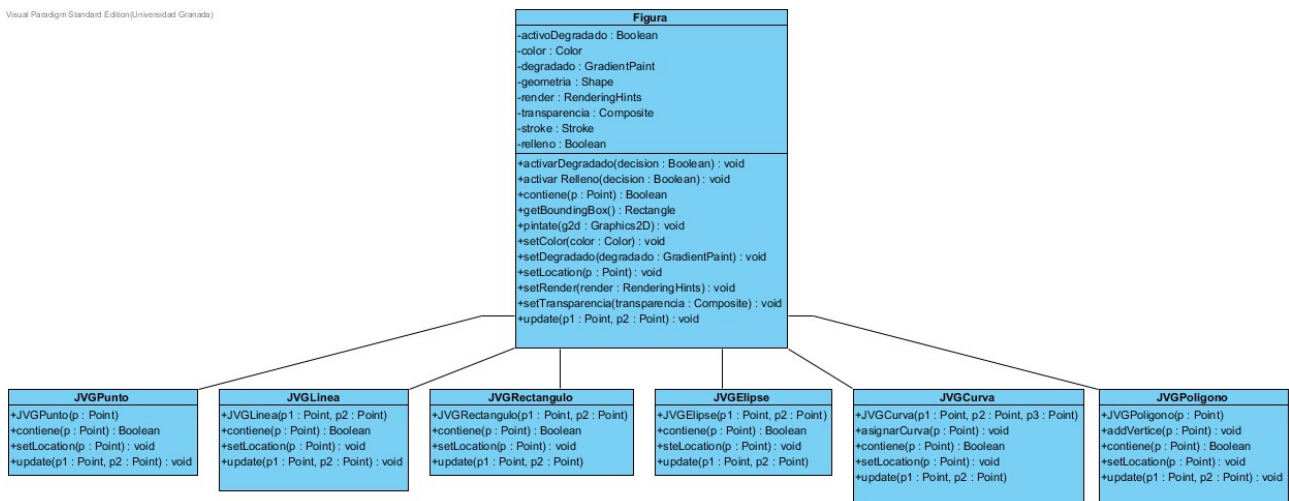 Visual Paradigm Standard Edition(Universidad Granada)
Figura
-activoDegradado : Boolean
-color : Color
-degradado : GradientPaint
-geometria : Shape
-render : RenderingHints
-transparencia : Composite
-stroke : Stroke
-relleno : Boolean
+activarDegradado(decision : Boolean) : void
+activar Relleno(decision : Boolean) : void
+contiene(p : Point) : Boolean
+getBoundingBox() : Rectangle
+pintate(g2d : Graphics2D) : void
+setColor(color : Color) : void
+setDegradado(degradado : GradientPaint) : void
+setLocation(p : Point) : void
+setRender(render : RenderingHints) : void
+setTransparencia(transparencia : Composite) : void
+update(p1 : Point, p2 : Point) : void
JVGPunto
+JVGPunto(p : Point)
+contiene(p : Point) : Boolean
+setLocation(p : Point) : void
+update(p1 : Point, p2 : Point) : void
JVGLinea
+JVGLinea(p1 : Point, p2 : Point)
+contiene(p : Point) : Boolean
+setLocation(p : Point) : void
+update(p1 : Point, p2 : Point) : void
JVGRectangulo
+JVGRectangulo(p1 : Point, p2 : Point)
+contiene(p : Point) : Boolean
+setLocation(p : Point) : void
+update(p1 : Point, p2 : Point)
JVGElipse
+JVGElipse(p1 : Point, p2 : Point)
+contiene(p : Point) : Boolean
+steLocation(p : Point) : void
+update(p1 : Point, p2 : Point)
JVGCurva
+JVGCurva(p1 : Point, p2 : Point, p3 : Point)
+asignarCurva(p : Point) : void
+contiene(p : Point) : Boolean
+setLocation(p : Point) : void
+update(p1 : Point, p2 : Point)
JVGPoligono
+JVGPoligono(p : Point)
+addVertice(p : Point) : void
+contiene(p : Point) : Boolean
+setLocation(p : Point) : void
+update(p1 : Point, p2 : Point) : void